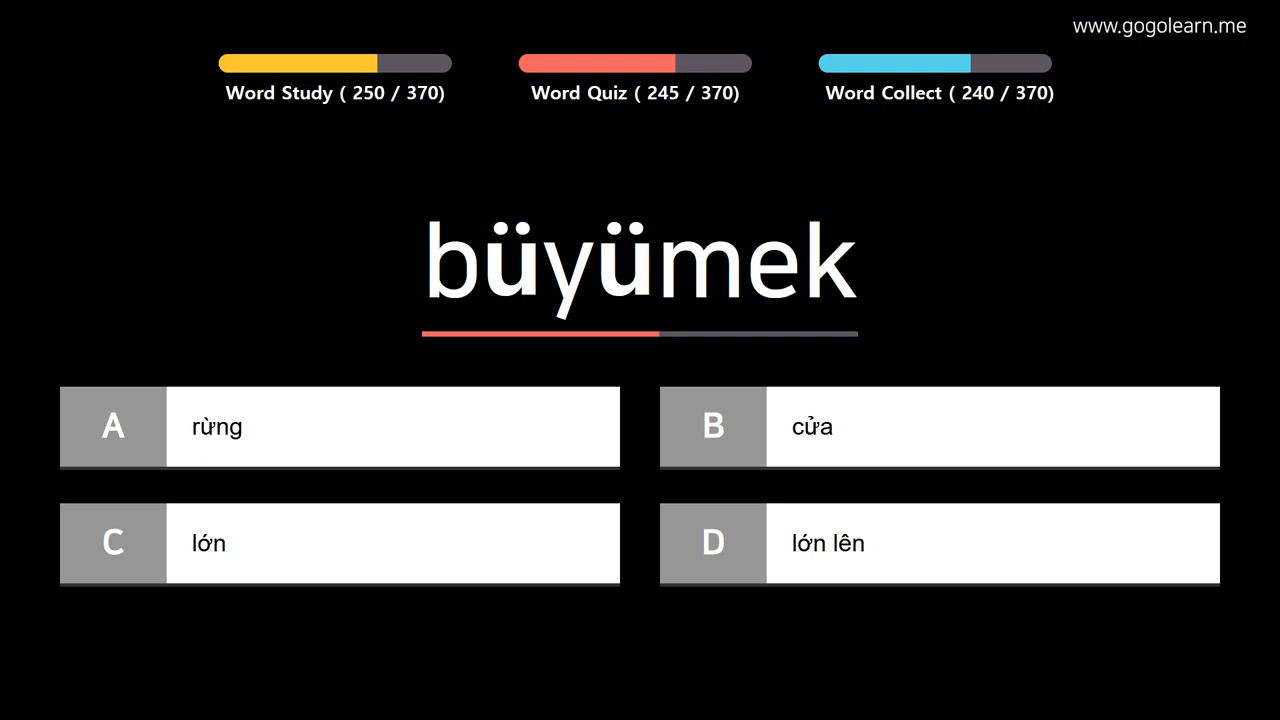 www.gogolearn.me
Word Study ( 250 / 370)
Word Quiz ( 245 / 370)
Word Collect ( 240 / 370)
büyümek
A rừng
B cửa
C lớn
D lớn lên